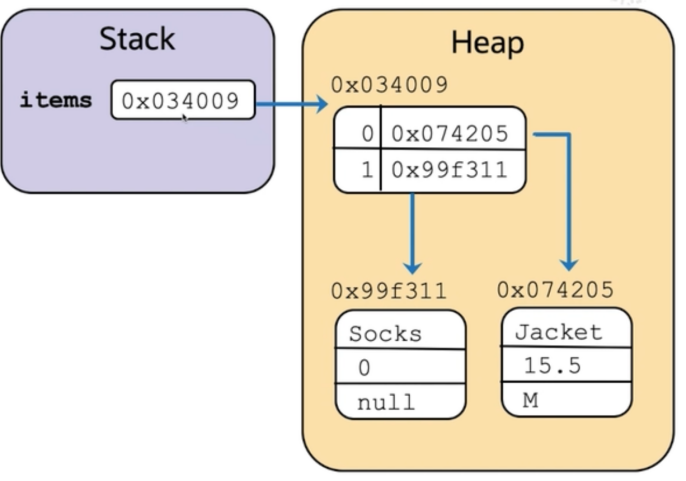 Stack
items 0x034009
Heap
0x034009
0 0x074205
1 0x99f311
0x99f311
Socks
0
null
0x074205
Jacket
15.5
M